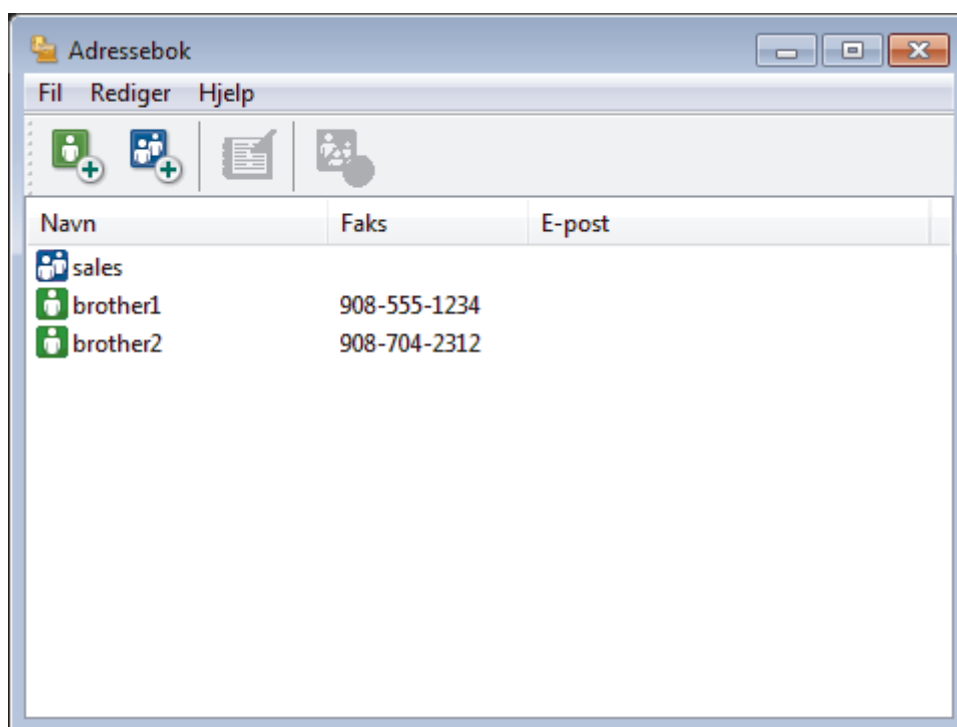 Adressebok
Fil Rediger Hjelp
Navn Faks E-post
sales
brother1 908-555-1234
brother2 908-704-2312